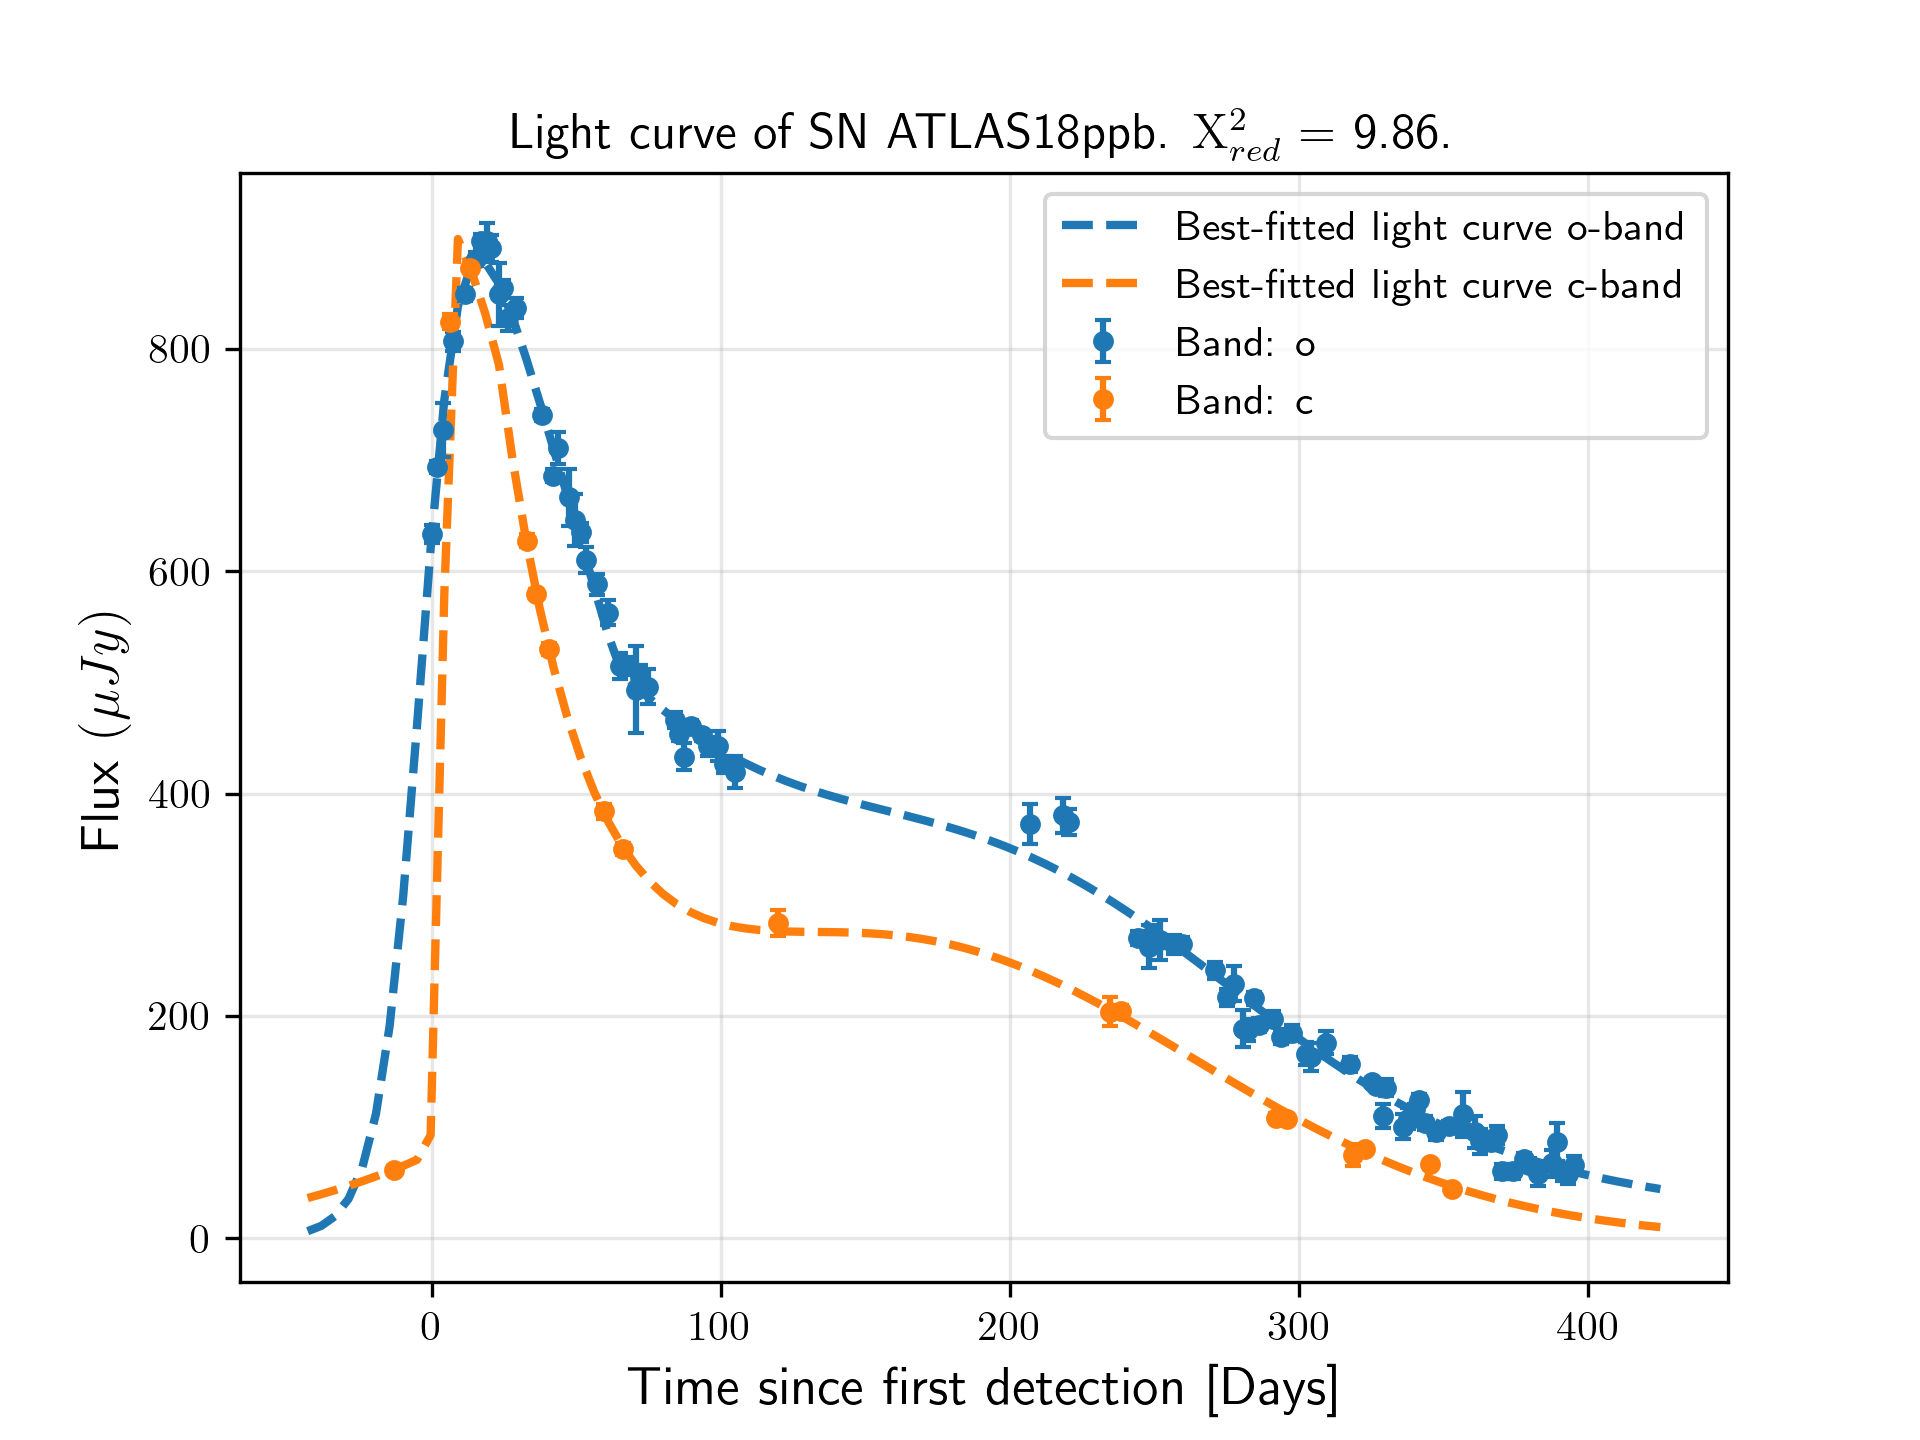 Light curve of SN ATLAS18ppb. X²red = 9.86.
Best-fitted light curve o-band
Best-fitted light curve c-band
Band: o
Band: c
Flux (μJy)
800
600
400
200
0
0 100 200 300 400
Time since first detection [Days]